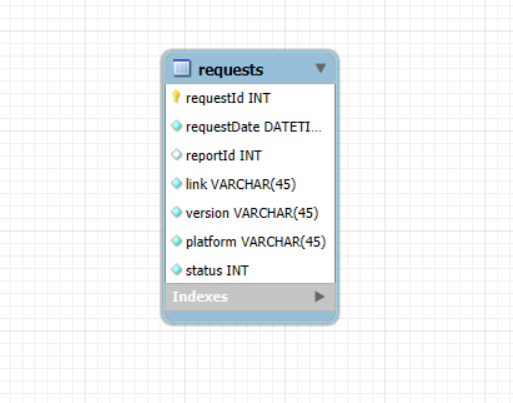 requests
requestId INT
requestDate DATETI...
reportId INT
link VARCHAR(45)
version VARCHAR(45)
platform VARCHAR(45)
status INT
Indexes